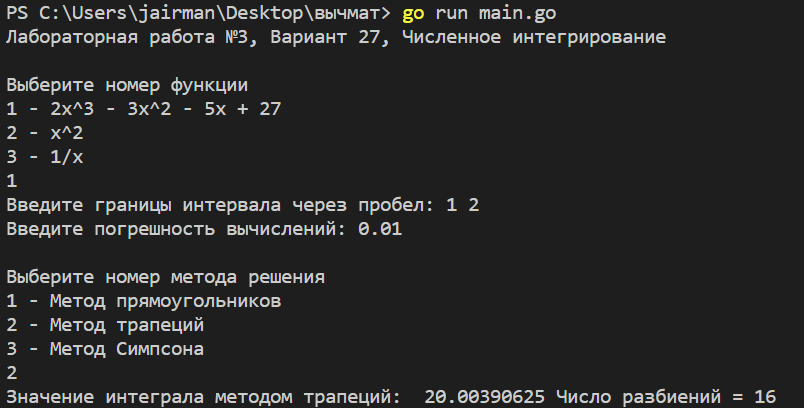 PS C:\Users\jairman\Desktop\вычмат> go run main.go
Лабораторная работа №3, Вариант 27, Численное интегрирование
Выберите номер функции
1 - 2x^3 - 3x^2 - 5x + 27
2 - x^2
3 - 1/x
1
Введите границы интервала через пробел: 1 2
Введите погрешность вычислений: 0.01
Выберите номер метода решения
1 - Метод прямоугольников
2 - Метод трапеций
3 - Метод Симпсона
2
Значение интеграла методом трапеций:  20.00390625 Число разбиений = 16